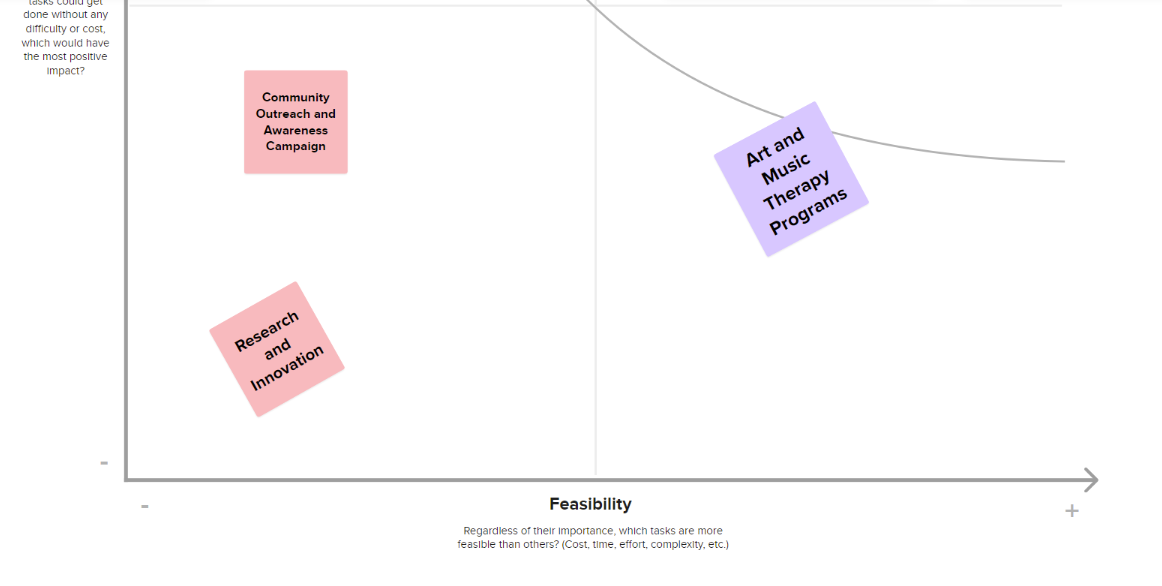 tasks could get
done without any
difficulty or cost,
which would have
the most positive
impact?
Community
Outreach and
Awareness
Campaign
Art and
Music
Therapy
Programs
Research
and
Innovation
-
-
Feasibility
+
Regardless of their importance, which tasks are more
feasible than others? (Cost, time, effort, complexity, etc.)